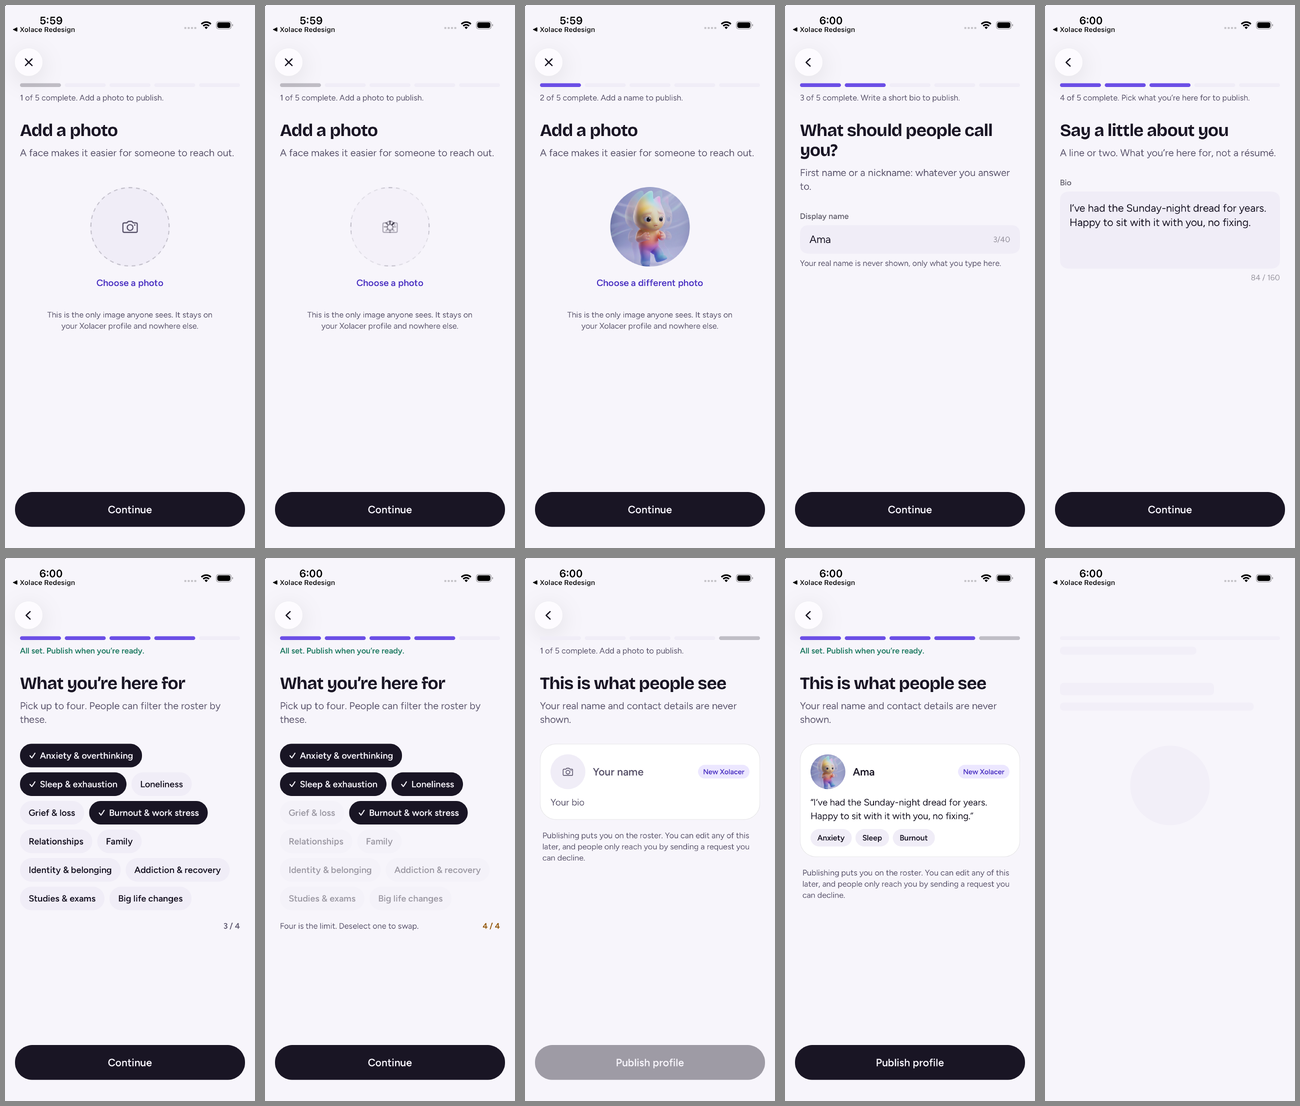 5:59
◀ Xolace Redesign
1 of 5 complete. Add a photo to publish.
Add a photo
A face makes it easier for someone to reach out.
Choose a photo
This is the only image anyone sees. It stays on
your Xolacer profile and nowhere else.
Continue
5:59
◀ Xolace Redesign
1 of 5 complete. Add a photo to publish.
Add a photo
A face makes it easier for someone to reach out.
Choose a photo
This is the only image anyone sees. It stays on
your Xolacer profile and nowhere else.
Continue
5:59
◀ Xolace Redesign
2 of 5 complete. Add a name to publish.
Add a photo
A face makes it easier for someone to reach out.
Choose a different photo
This is the only image anyone sees. It stays on
your Xolacer profile and nowhere else.
Continue
6:00
◀ Xolace Redesign
3 of 5 complete. Write a short bio to publish.
What should people call
you?
First name or a nickname: whatever you answer
to.
Display name
Ama 3/40
Your real name is never shown, only what you type here.
Continue
6:00
◀ Xolace Redesign
4 of 5 complete. Pick what you're here for to publish.
Say a little about you
A line or two. What you're here for, not a résumé.
Bio
I've had the Sunday-night dread for years.
Happy to sit with it with you, no fixing.
84 / 160
Continue
6:00
◀ Xolace Redesign
All set. Publish when you're ready.
What you're here for
Pick up to four. People can filter the roster by
these.
✓ Anxiety & overthinking
✓ Sleep & exhaustion Loneliness
Grief & loss ✓ Burnout & work stress
Relationships Family
Identity & belonging Addiction & recovery
Studies & exams Big life changes
3 / 4
Continue
6:00
◀ Xolace Redesign
All set. Publish when you're ready.
What you're here for
Pick up to four. People can filter the roster by
these.
✓ Anxiety & overthinking
✓ Sleep & exhaustion ✓ Loneliness
Grief & loss ✓ Burnout & work stress
Relationships Family
Identity & belonging Addiction & recovery
Studies & exams Big life changes
Four is the limit. Deselect one to swap. 4 / 4
Continue
6:00
◀ Xolace Redesign
1 of 5 complete. Add a photo to publish.
This is what people see
Your real name and contact details are never
shown.
Your name New Xolacer
Your bio
Publishing puts you on the roster. You can edit any of this
later, and people only reach you by sending a request you
can decline.
Publish profile
6:00
◀ Xolace Redesign
All set. Publish when you're ready.
This is what people see
Your real name and contact details are never
shown.
Ama New Xolacer
"I've had the Sunday-night dread for years.
Happy to sit with it with you, no fixing."
Anxiety Sleep Burnout
Publishing puts you on the roster. You can edit any of this
later, and people only reach you by sending a request you
can decline.
Publish profile
6:00
◀ Xolace Redesign